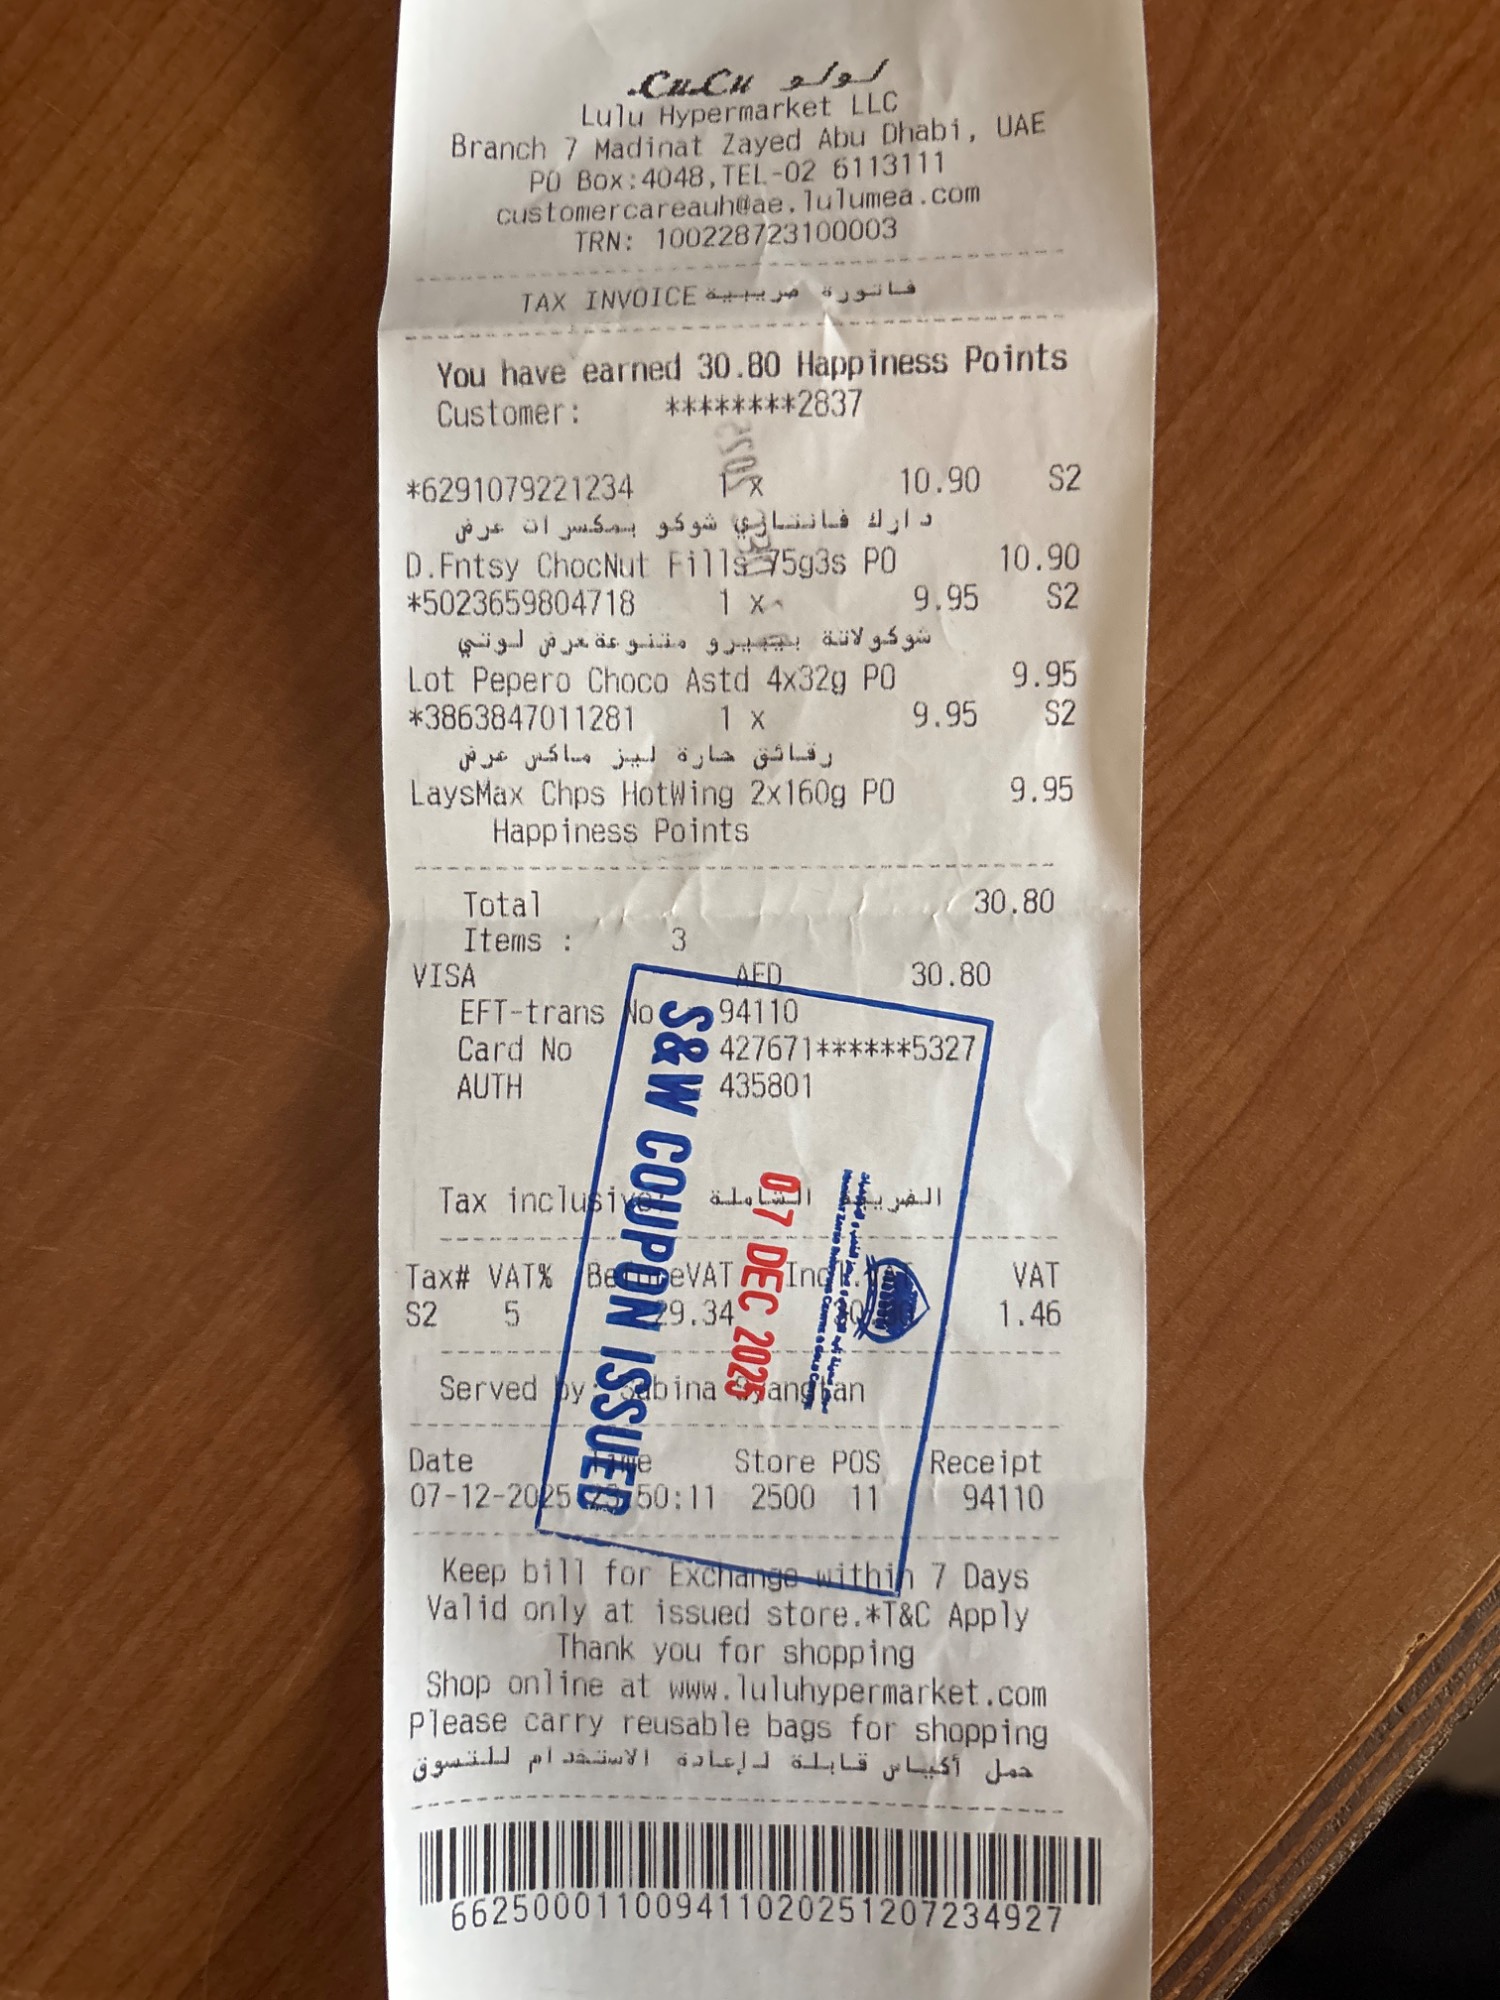 LuLu لولو
Lulu Hypermarket LLC
Branch 7 Madinat Zayed Abu Dhabi, UAE
PO Box:4048,TEL-02 6113111
customercareauh@ae.lulumea.com
TRN: 100228723100003
TAX INVOICE فاتورة ضريبية
You have earned 30.80 Happiness Points
Customer: ********2837
*6291079221234 1 x 10.90 S2
دارك فانتازي شوكو بمكسرات عرض
D.Fntsy ChocNut Fills 75g3s PO 10.90
*5023659804718 1 x 9.95 S2
شوكولاتة بيبيرو متنوعةعرض لوتي
Lot Pepero Choco Astd 4x32g PO 9.95
*3863847011281 1 x 9.95 S2
رقائق حارة ليز ماكس عرض
LaysMax Chps HotWing 2x160g PO 9.95
Happiness Points
Total 30.80
Items : 3
VISA AED 30.80
EFT-trans No 94110
Card No 427671******5327
AUTH 435801
Tax inclusive الضريبة الشاملة
Tax# VAT% BeforeVAT VAT
S2 5 29.34 1.46
Served by: Sabina
Date Time Store POS Receipt
07-12-2025 23:50:11 2500 11 94110
S&W COUPON ISSUED
07 DEC 2025
Keep bill for Exchange within 7 Days
Valid only at issued store.*T&C Apply
Thank you for shopping
Shop online at www.luluhypermarket.com
Please carry reusable bags for shopping
حمل أكياس قابلة لإعادة الاستخدام للتسوق
662500011009411020251207234927